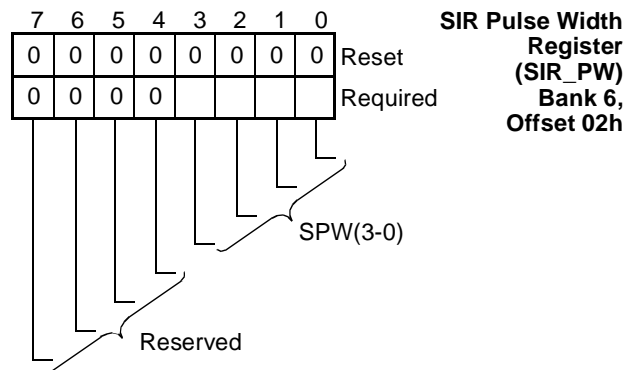 7 6 5 4 3 2 1 0
SIR Pulse Width
Register
(SIR_PW)
Bank 6,
Offset 02h
0 0 0 0 0 0 0 0 Reset
0 0 0 0 Required
SPW(3-0)
Reserved